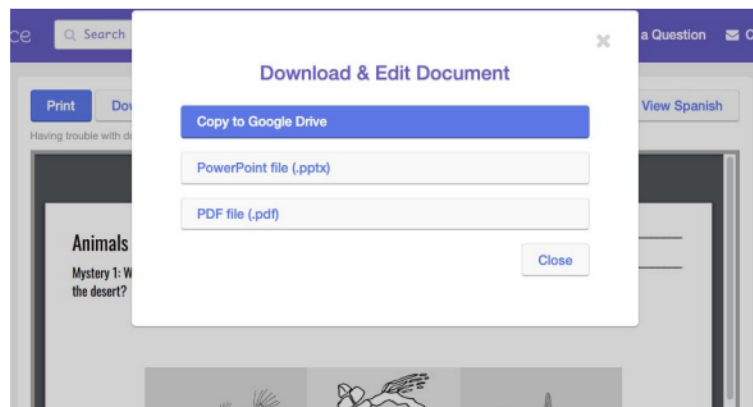 ce
Search
a Question
Download & Edit Document
Print
View Spanish
Copy to Google Drive
Having trouble with
PowerPoint file (.pptx)
PDF file (.pdf)
Animals
Close
Mystery 1: W
the desert?